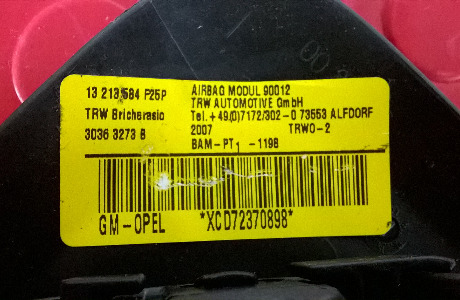 13 213 584 F25P
TRW Bricherasio
3036 3273 B
AIRBAG MODUL 90012
TRW AUTOMOTIVE GmbH
Tel.+49(0)7172/302-0 73553 ALFDORF
2007 TRWO-2
BAM-PT1 -1198
GM-OPEL *XCD72370898*